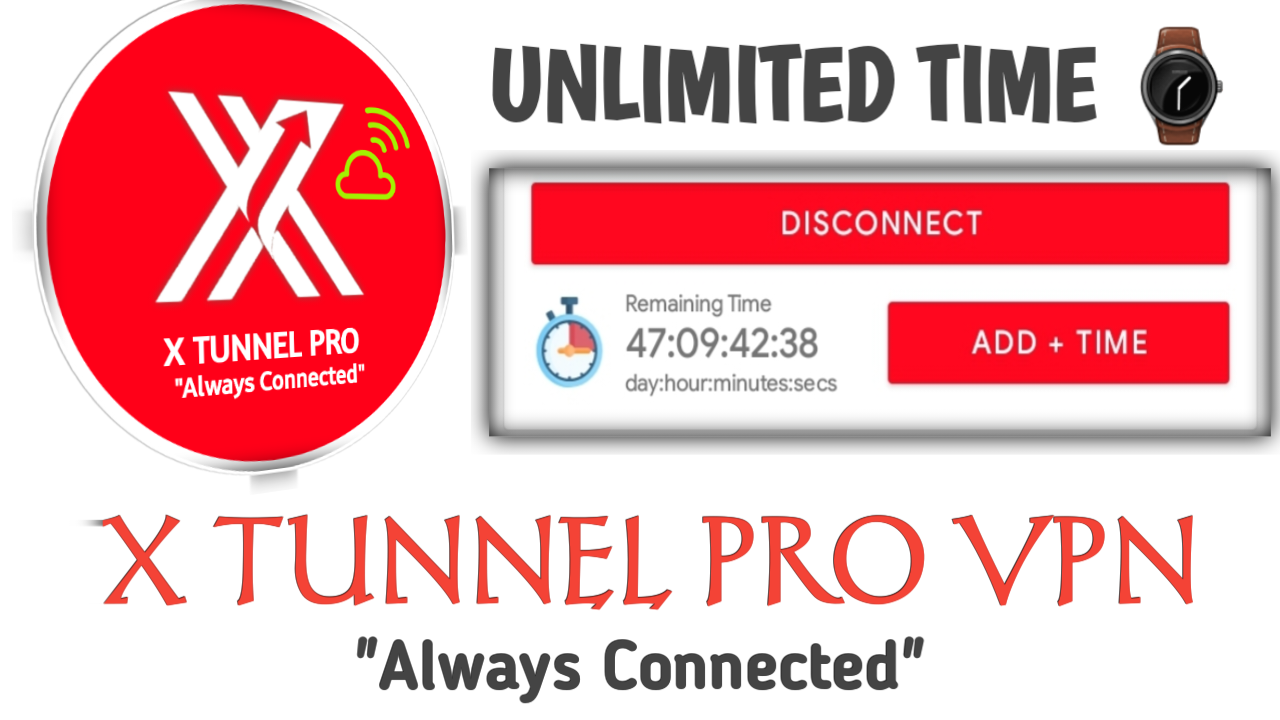 X TUNNEL PRO
"Always Connected"
UNLIMITED TIME
DISCONNECT
Remaining Time
47:09:42:38
day:hour:minutes:secs
ADD + TIME
X TUNNEL PRO VPN
"Always Connected"